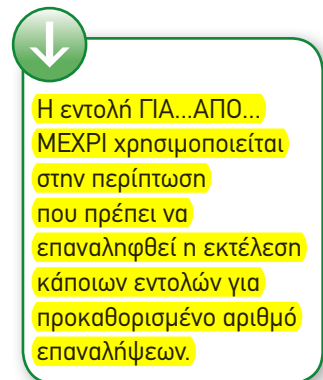 Η εντολή ΓΙΑ...ΑΠΟ...
ΜΕΧΡΙ χρησιμοποιείται
στην περίπτωση
που πρέπει να
επαναληφθεί η εκτέλεση
κάποιων εντολών για
προκαθορισμένο αριθμό
επαναλήψεων.